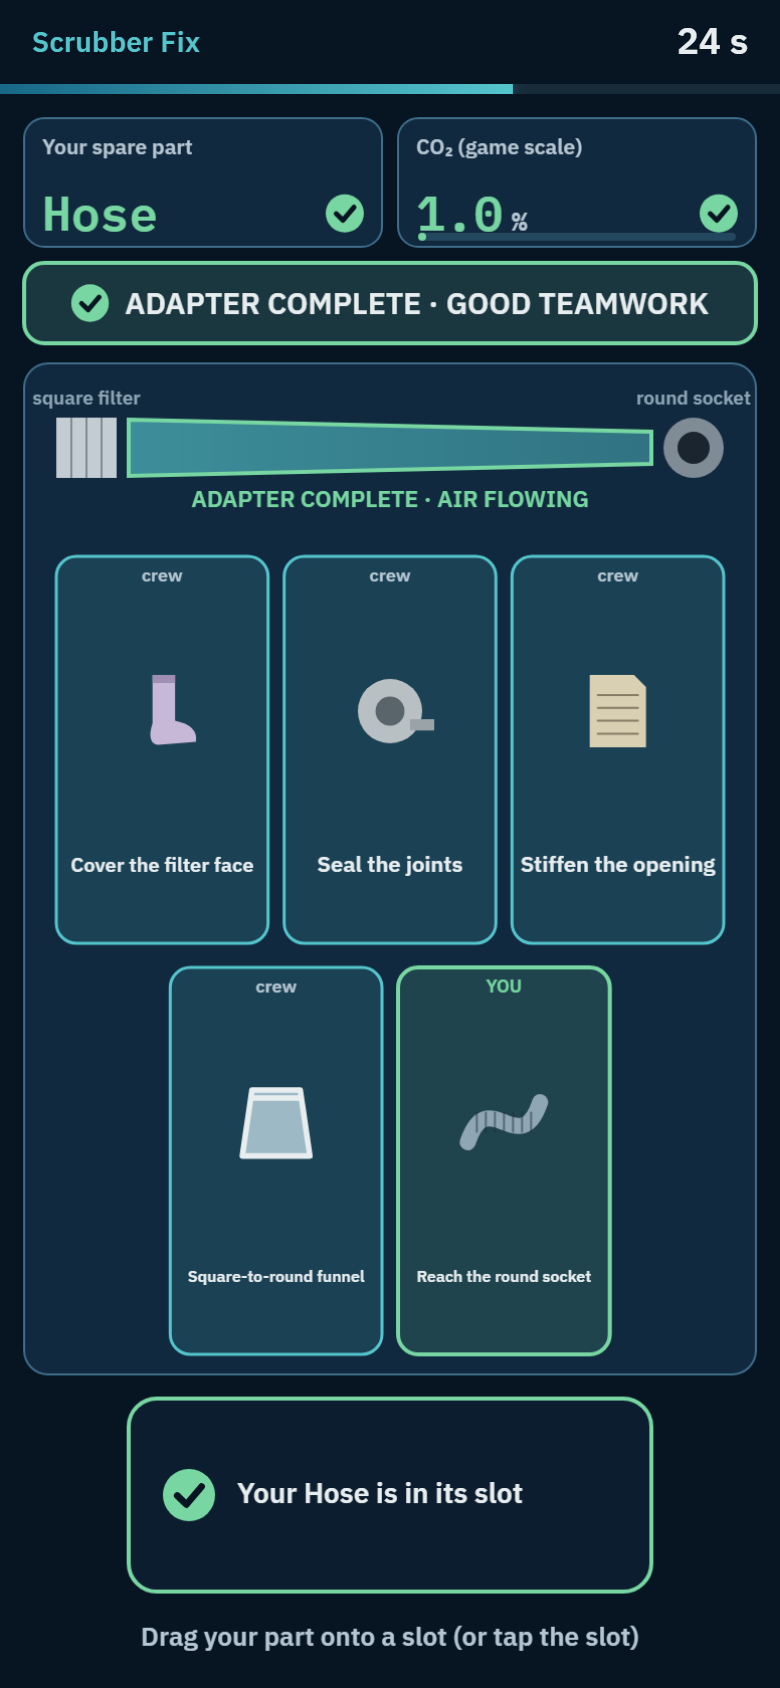 Scrubber Fix
24 s
Your spare part
Hose
CO₂ (game scale)
1.0 %
ADAPTER COMPLETE · GOOD TEAMWORK
square filter
round socket
ADAPTER COMPLETE · AIR FLOWING
crew
Cover the filter face
crew
Seal the joints
crew
Stiffen the opening
crew
Square-to-round funnel
YOU
Reach the round socket
Your Hose is in its slot
Drag your part onto a slot (or tap the slot)